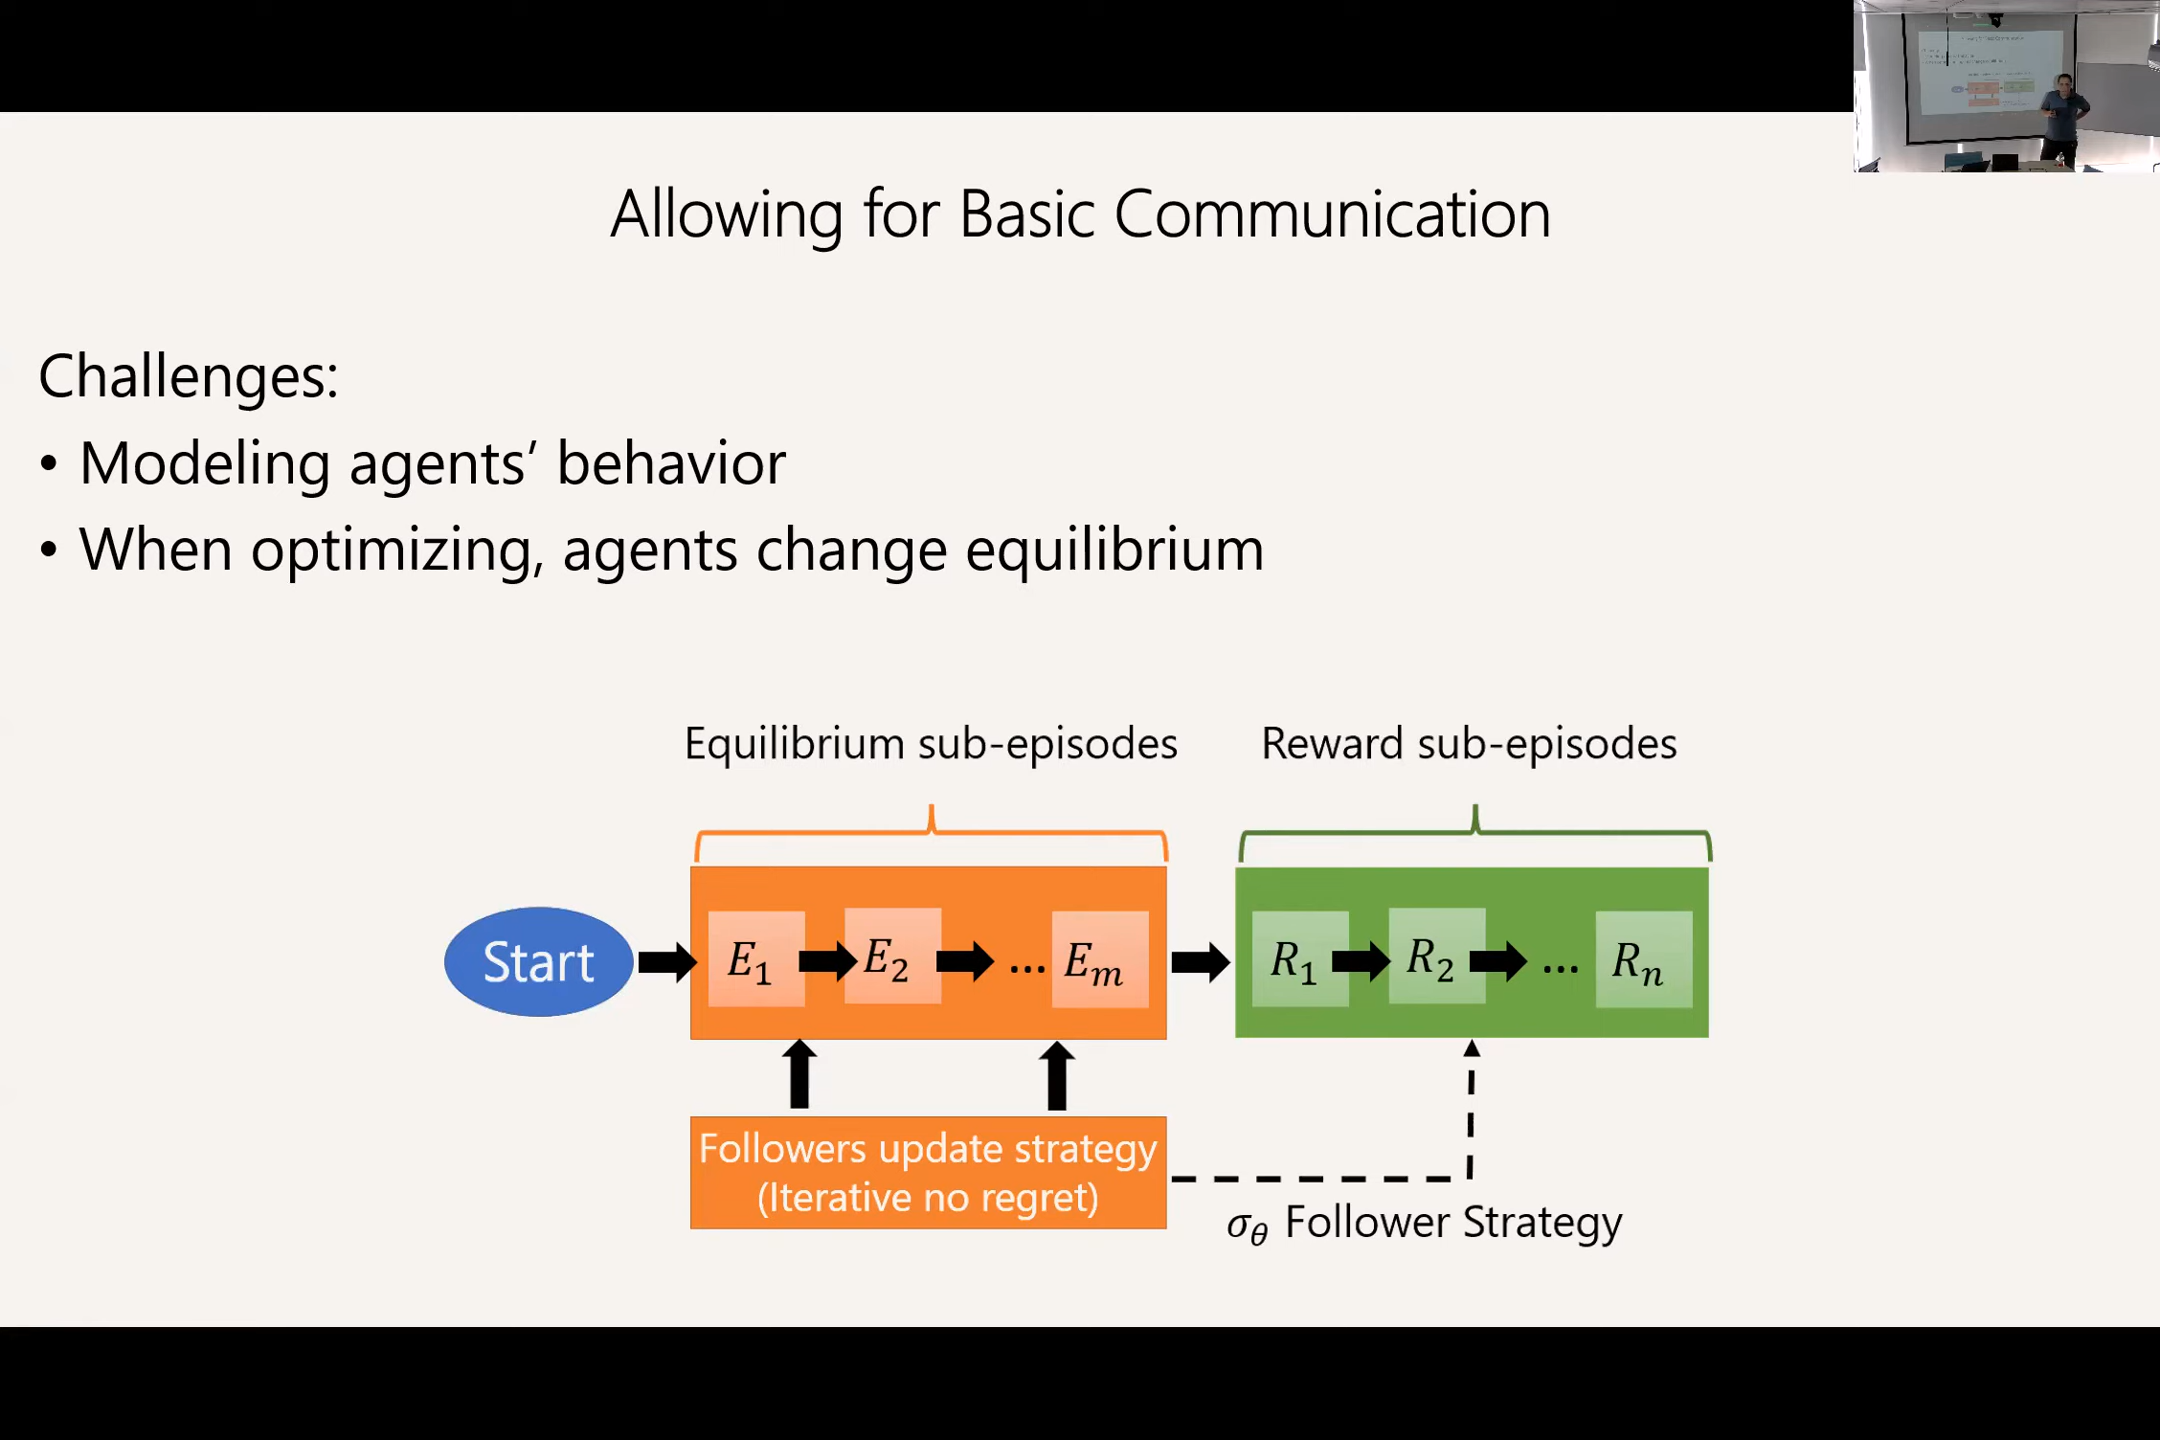 Allowing for Basic Communication
Challenges:
• Modeling agents’ behavior
• When optimizing, agents change equilibrium
Equilibrium sub-episodes
Reward sub-episodes
Start
E₁
E₂
...
Eₘ
R₁
R₂
...
Rₙ
Followers update strategy
(Iterative no regret)
σ_θ Follower Strategy